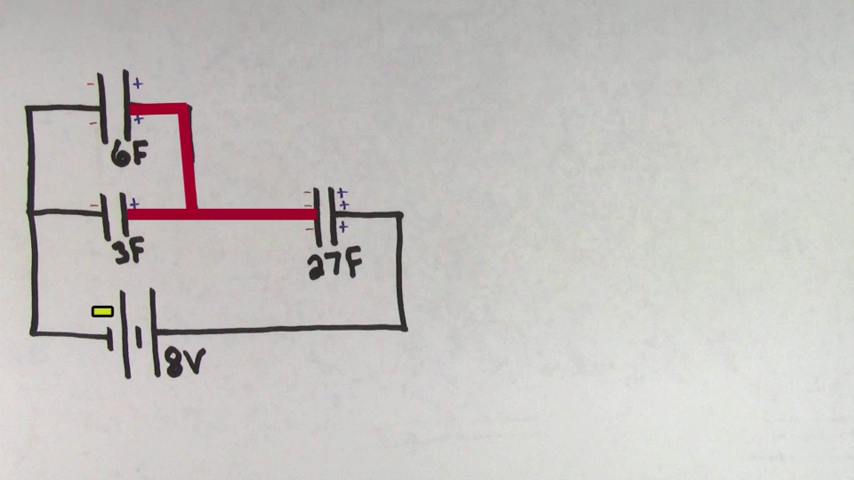 - +
- +
6F
- +
3F
- +
- +
- +
27F
8V